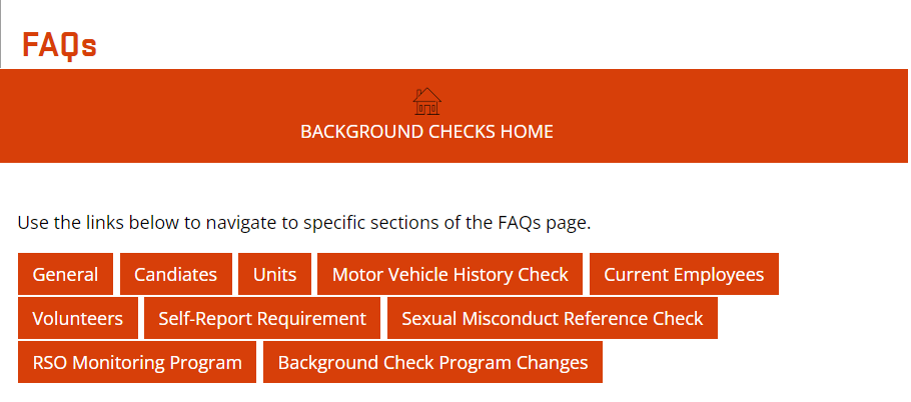 FAQs
BACKGROUND CHECKS HOME
Use the links below to navigate to specific sections of the FAQs page.
General Candiates Units Motor Vehicle History Check Current Employees
Volunteers Self-Report Requirement Sexual Misconduct Reference Check
RSO Monitoring Program Background Check Program Changes